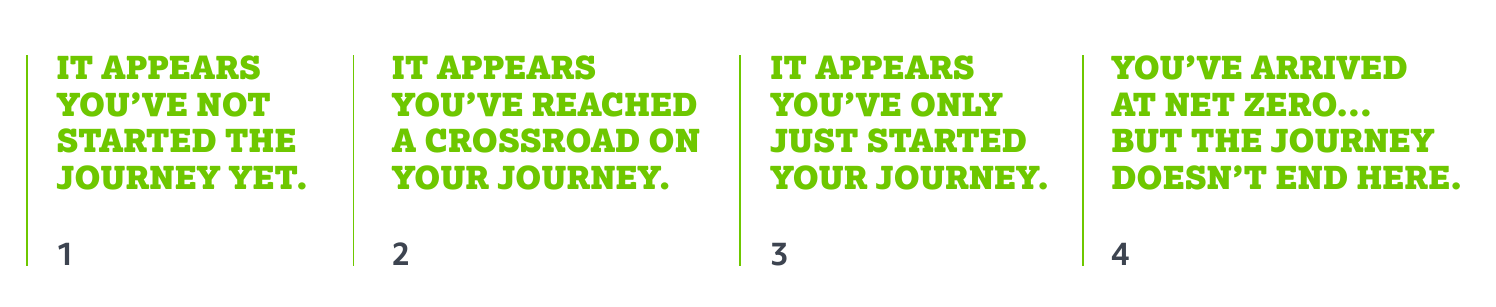 IT APPEARS
YOU’VE NOT
STARTED THE
JOURNEY YET.
1
IT APPEARS
YOU’VE REACHED
A CROSSROAD ON
YOUR JOURNEY.
2
IT APPEARS
YOU’VE ONLY
JUST STARTED
YOUR JOURNEY.
3
YOU’VE ARRIVED
AT NET ZERO...
BUT THE JOURNEY
DOESN’T END HERE.
4